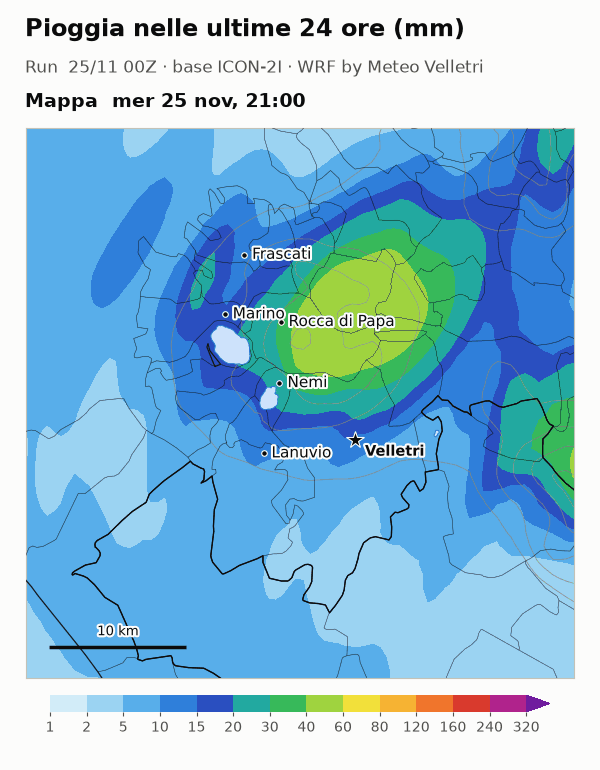 Pioggia nelle ultime 24 ore (mm)
Run 25/11 00Z · base ICON-2I · WRF by Meteo Velletri
Mappa mer 25 nov, 21:00
Frascati
Marino
Rocca di Papa
Nemi
Lanuvio
Velletri
10 km
1 2 5 10 15 20 30 40 60 80 120 160 240 320